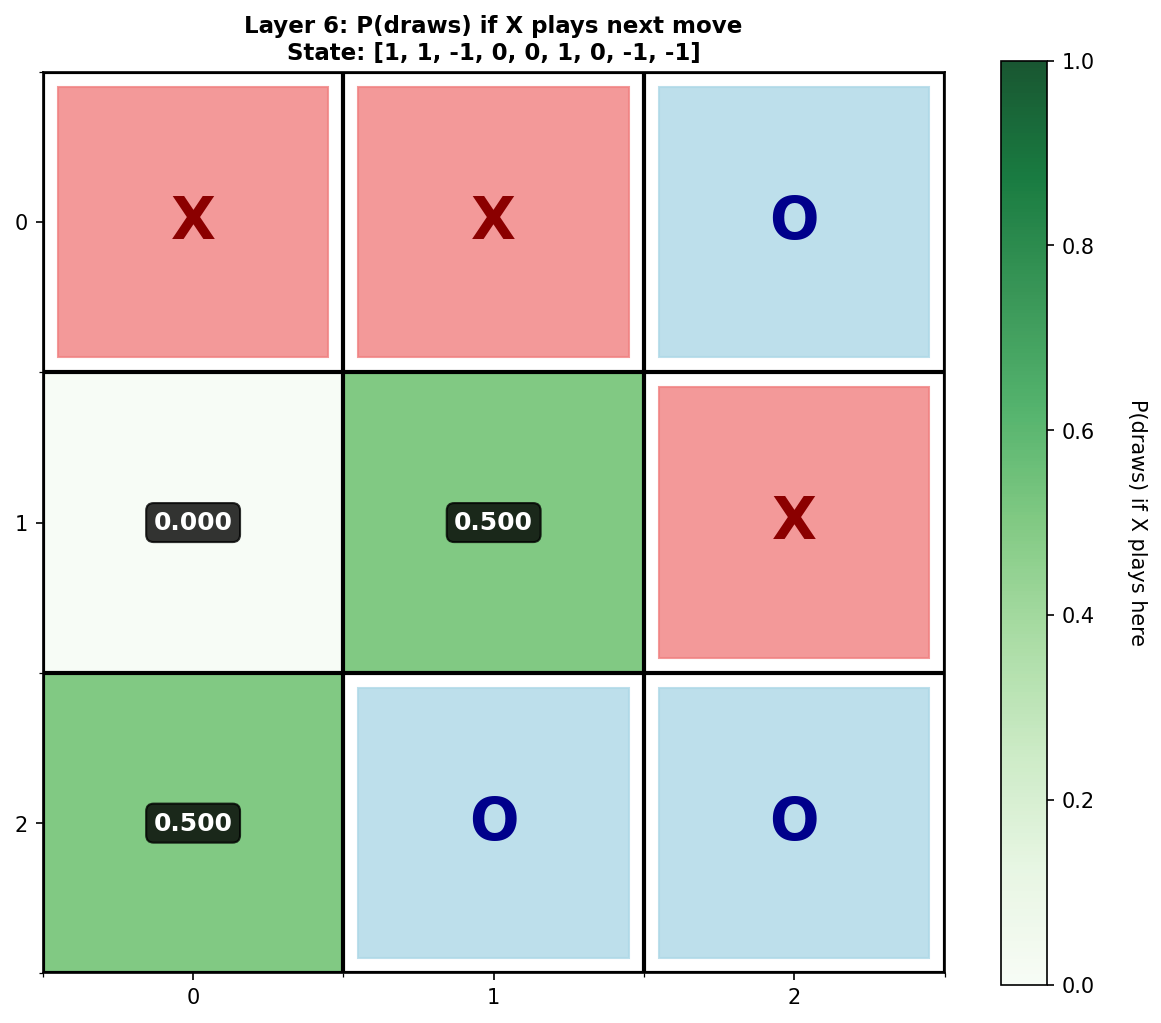 Layer 6: P(draws) if X plays next move
State: [1, 1, -1, 0, 0, 1, 0, -1, -1]
X X O
0
0.000 0.500 X
1
0.500 O O
2
0 1 2
1.0
0.8
0.6
0.4
0.2
0.0
P(draws) if X plays here